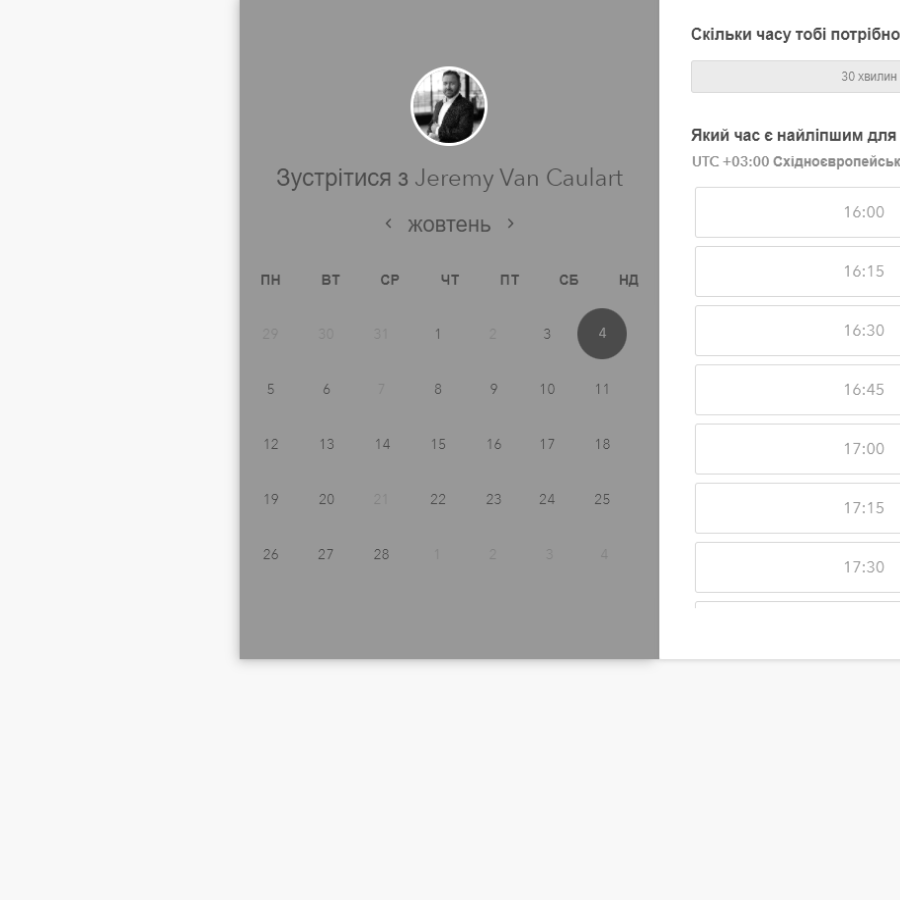 Зустрітися з Jeremy Van Caulart
‹ жовтень ›
ПН ВТ СР ЧТ ПТ СБ НД
29 30 31 1 2 3 4
5 6 7 8 9 10 11
12 13 14 15 16 17 18
19 20 21 22 23 24 25
26 27 28 1 2 3 4
Скільки часу тобі потрібно
30 хвилин
Який час є найліпшим для
UTC +03:00 Східноєвропейськ
16:00
16:15
16:30
16:45
17:00
17:15
17:30